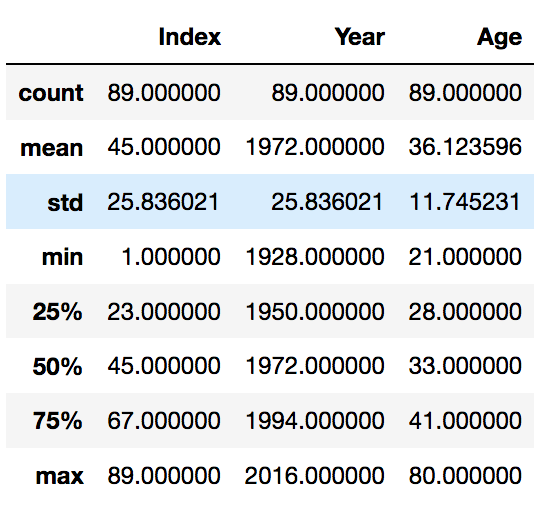 Index Year Age
count 89.000000 89.000000 89.000000
mean 45.000000 1972.000000 36.123596
std 25.836021 25.836021 11.745231
min 1.000000 1928.000000 21.000000
25% 23.000000 1950.000000 28.000000
50% 45.000000 1972.000000 33.000000
75% 67.000000 1994.000000 41.000000
max 89.000000 2016.000000 80.000000